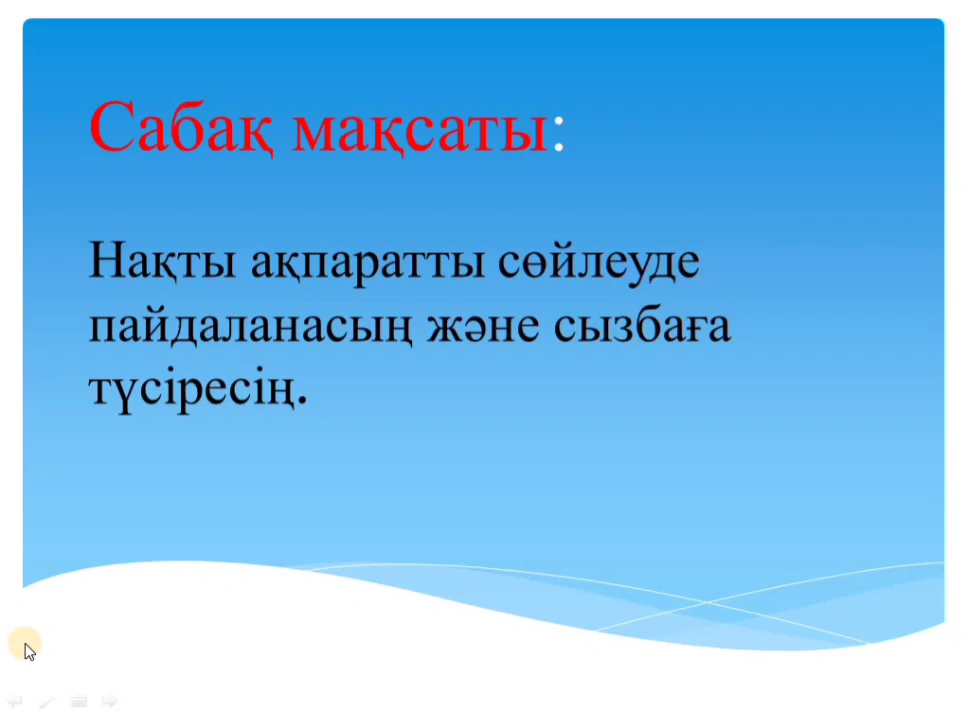 Сабақ мақсаты:
Нақты ақпаратты сөйлеуде
пайдаланасың және сызбаға
түсіресің.